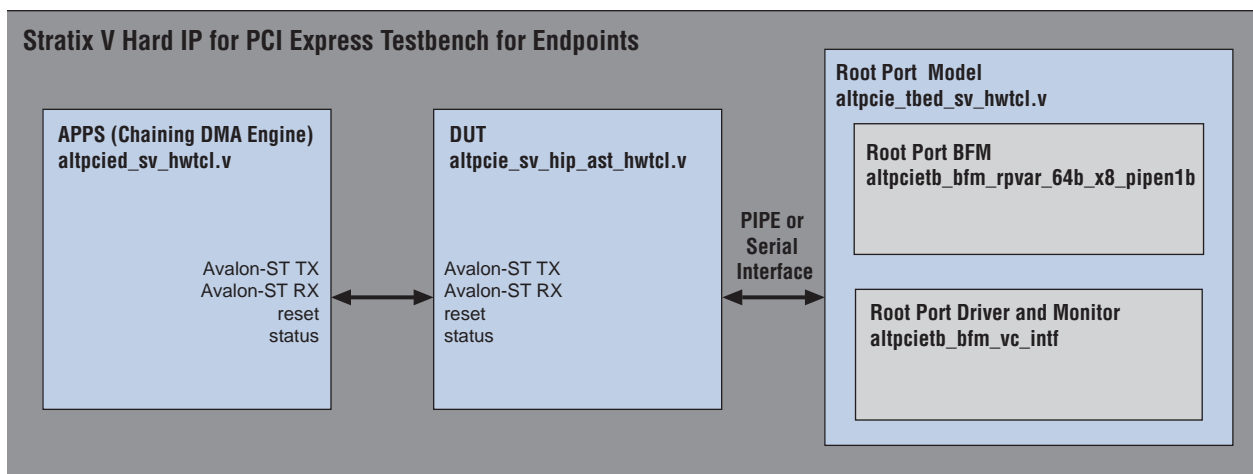 Stratix V Hard IP for PCI Express Testbench for Endpoints
APPS (Chaining DMA Engine)
altpcied_sv_hwtcl.v
Avalon-ST TX
Avalon-ST RX
reset
status
DUT
altpcie_sv_hip_ast_hwtcl.v
Avalon-ST TX
Avalon-ST RX
reset
status
PIPE or
Serial
Interface
Root Port Model
altpcie_tbed_sv_hwtcl.v
Root Port BFM
altpcietb_bfm_rpvar_64b_x8_pipen1b
Root Port Driver and Monitor
altpcietb_bfm_vc_intf